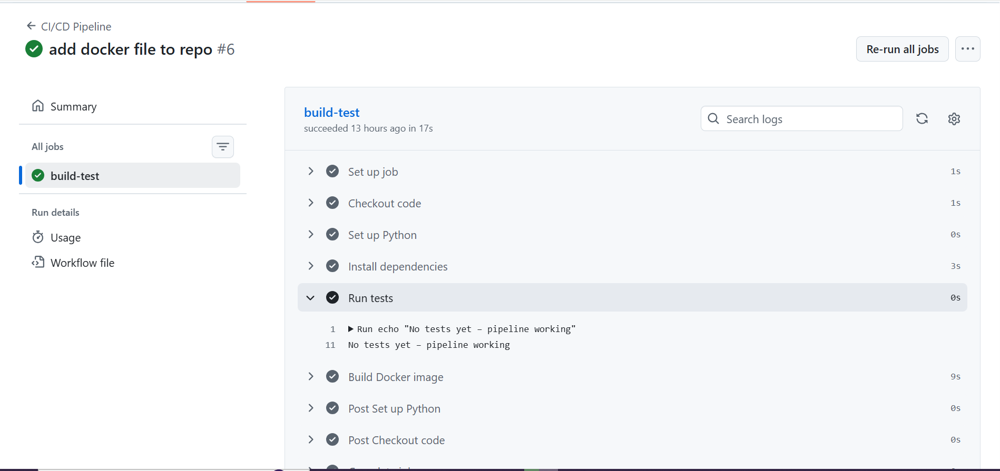 CI/CD Pipeline
add docker file to repo #6
Re-run all jobs
Summary
All jobs
build-test
Run details
Usage
Workflow file
build-test
succeeded 13 hours ago in 17s
Search logs
Set up job 1s
Checkout code 1s
Set up Python 0s
Install dependencies 3s
Run tests 0s
1 Run echo "No tests yet – pipeline working"
11 No tests yet – pipeline working
Build Docker image 9s
Post Set up Python 0s
Post Checkout code 0s